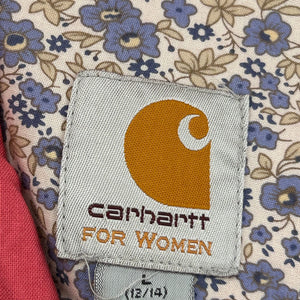 carhartt
FOR WOMEN
L
(12/14)